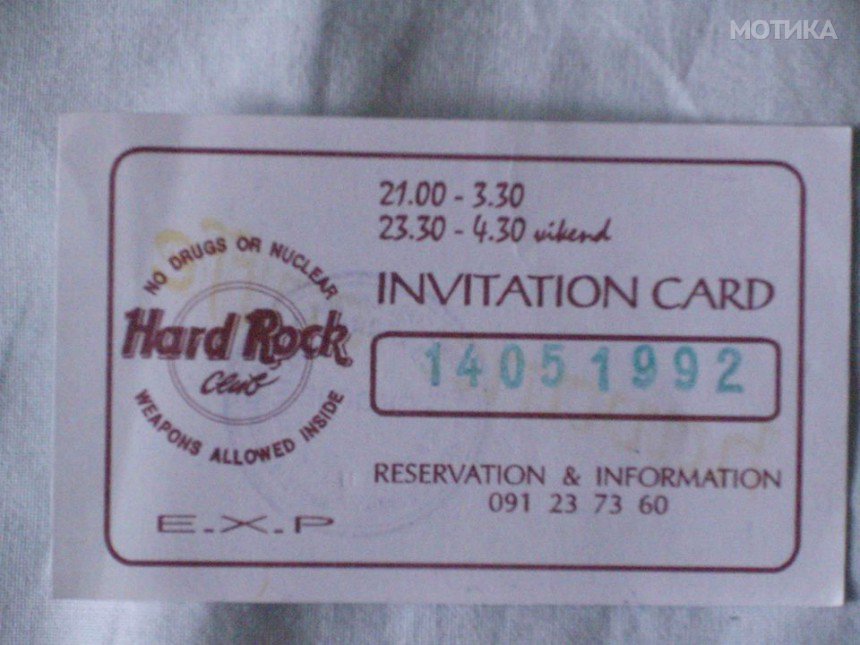 МОТИКА
21.00 - 3.30
23.30 - 4.30 vikend
INVITATION CARD
14051992
RESERVATION & INFORMATION
091 23 73 60
NO DRUGS OR NUCLEAR
Hard Rock
Club
WEAPONS ALLOWED INSIDE
E.X.P